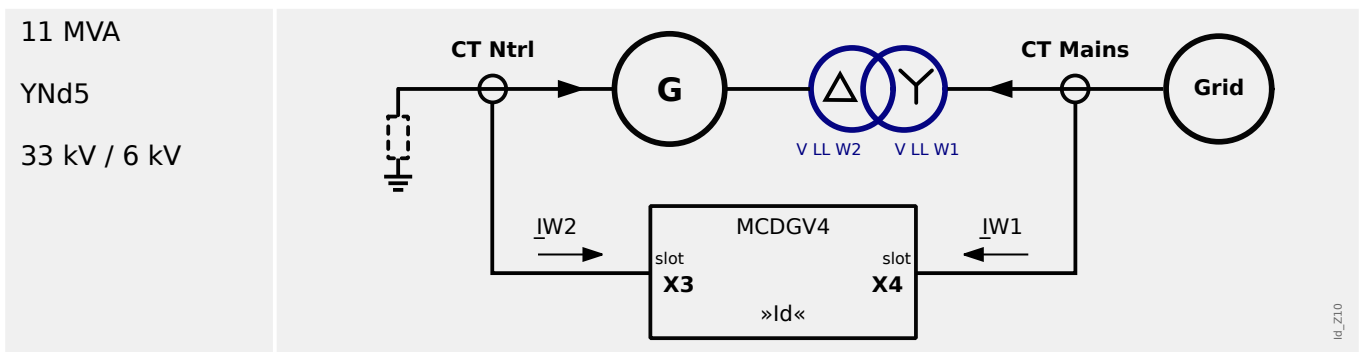 11 MVA
YNd5
33 kV / 6 kV
CT Ntrl
CT Mains
G
Grid
V LL W2
V LL W1
IW2
IW1
MCDGV4
slot
slot
X3
X4
»Id«
Id_Z10